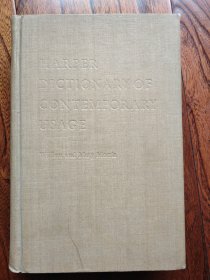 HARPER
DICTIONARY OF
CONTEMPORARY
USAGE
William and Mary Morris